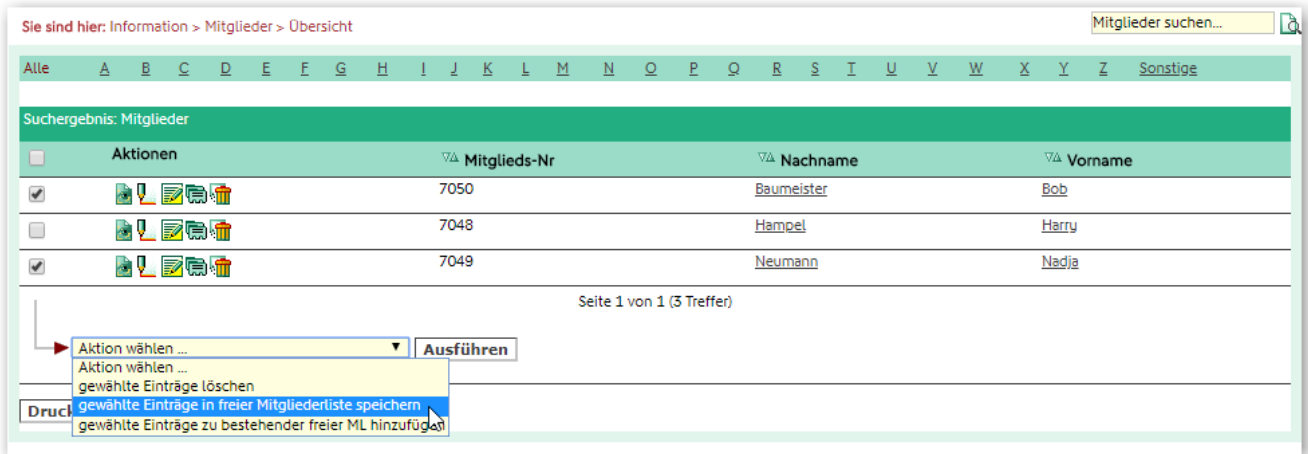 Sie sind hier: Information > Mitglieder > Übersicht Mitglieder suchen...
Alle A B C D E F G H I J K L M N O P Q R S T U V W X Y Z Sonstige
Suchergebnis: Mitglieder
Aktionen Mitglieds-Nr Nachname Vorname
7050 Baumeister Bob
7048 Hampel Harry
7049 Neumann Nadja
Seite 1 von 1 (3 Treffer)
Aktion wählen ... Ausführen
Aktion wählen ...
gewählte Einträge löschen
gewählte Einträge in freier Mitgliederliste speichern
Druck
gewählte Einträge zu bestehender freier ML hinzufügen